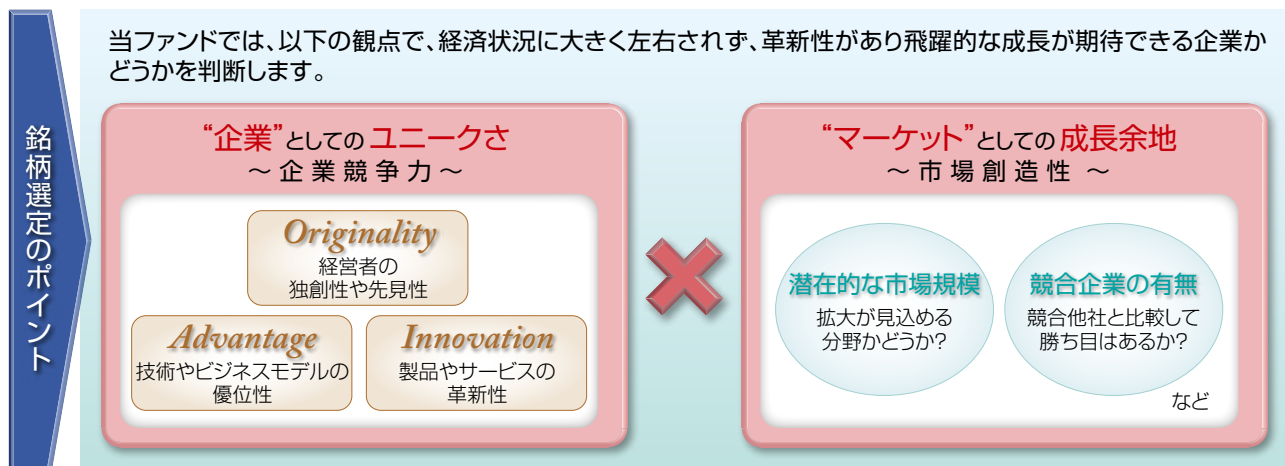 銘柄選定のポイント
当ファンドでは、以下の観点で、経済状況に大きく左右されず、革新性があり飛躍的な成長が期待できる企業か
どうかを判断します。
“企業”としてのユニークさ
～企業競争力～
Originality
経営者の
独創性や先見性
Advantage
技術やビジネスモデルの
優位性
Innovation
製品やサービスの
革新性
“マーケット”としての成長余地
～市場創造性～
潜在的な市場規模
拡大が見込める
分野かどうか?
競合企業の有無
競合他社と比較して
勝ち目はあるか?
など